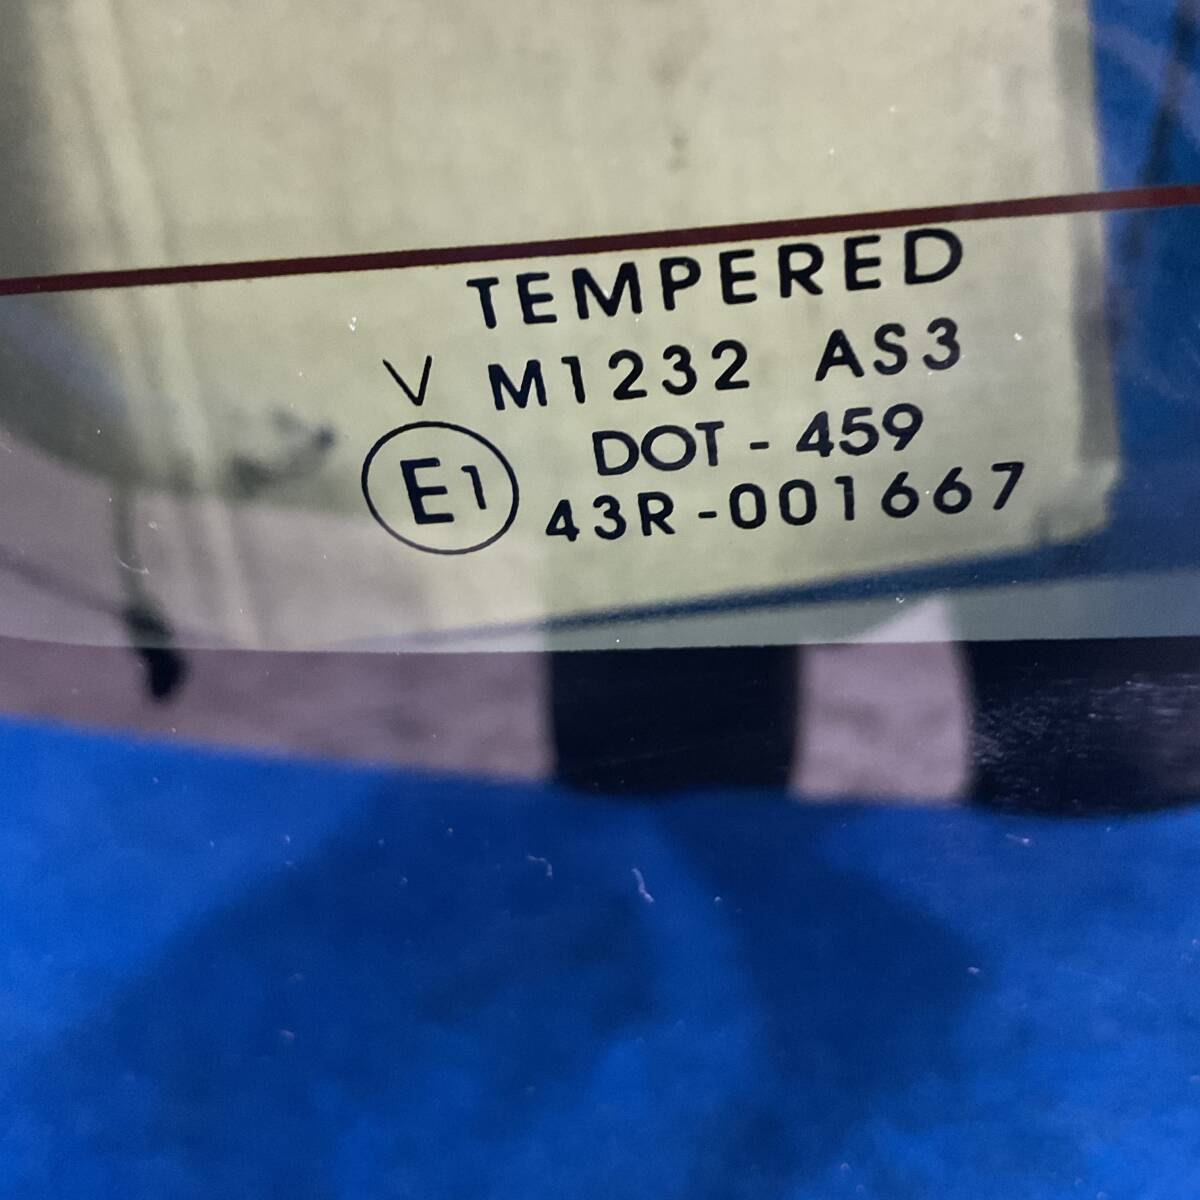 TEMPERED
V M1232 AS3
DOT - 459
E1 43R-001667